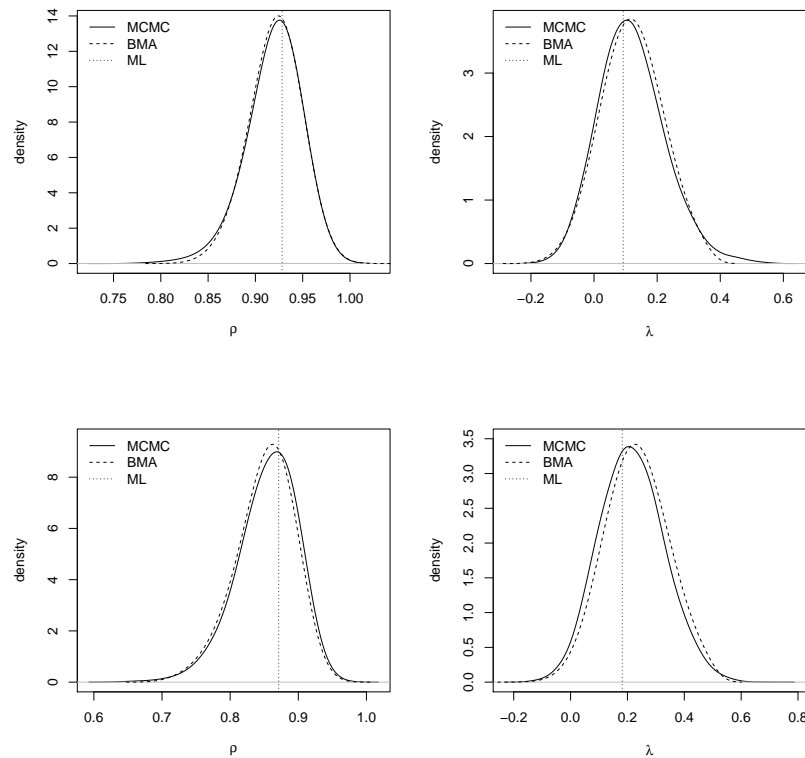 MCMC
BMA
ML
density
0 2 4 6 8 10 12 14
0.75 0.80 0.85 0.90 0.95 1.00
ρ
MCMC
BMA
ML
density
0 1 2 3
−0.2 0.0 0.2 0.4 0.6
λ
MCMC
BMA
ML
density
0 2 4 6 8
0.6 0.7 0.8 0.9 1.0
ρ
MCMC
BMA
ML
density
0.0 0.5 1.0 1.5 2.0 2.5 3.0 3.5
−0.2 0.0 0.2 0.4 0.6 0.8
λ